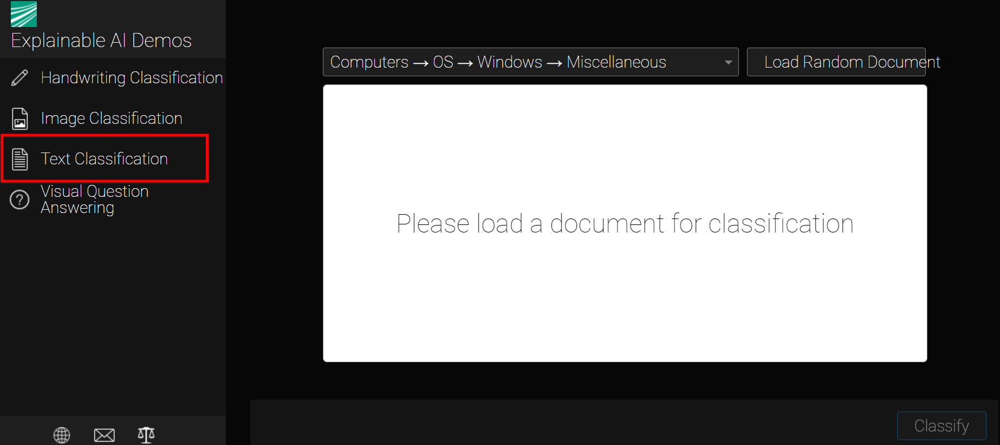 Explainable AI Demos
Handwriting Classification
Image Classification
Text Classification
Visual Question
Answering
Computers → OS → Windows → Miscellaneous
Load Random Document
Please load a document for classification
Classify